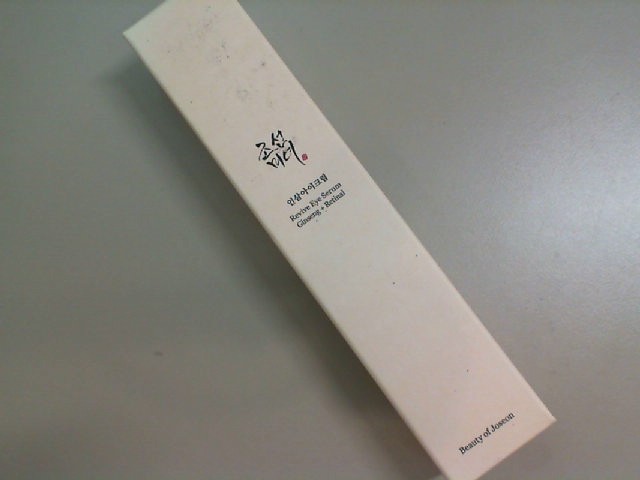 조선
미녀
인삼아이크림
Revive Eye Serum
Ginseng + Retinal
Beauty of Joseon